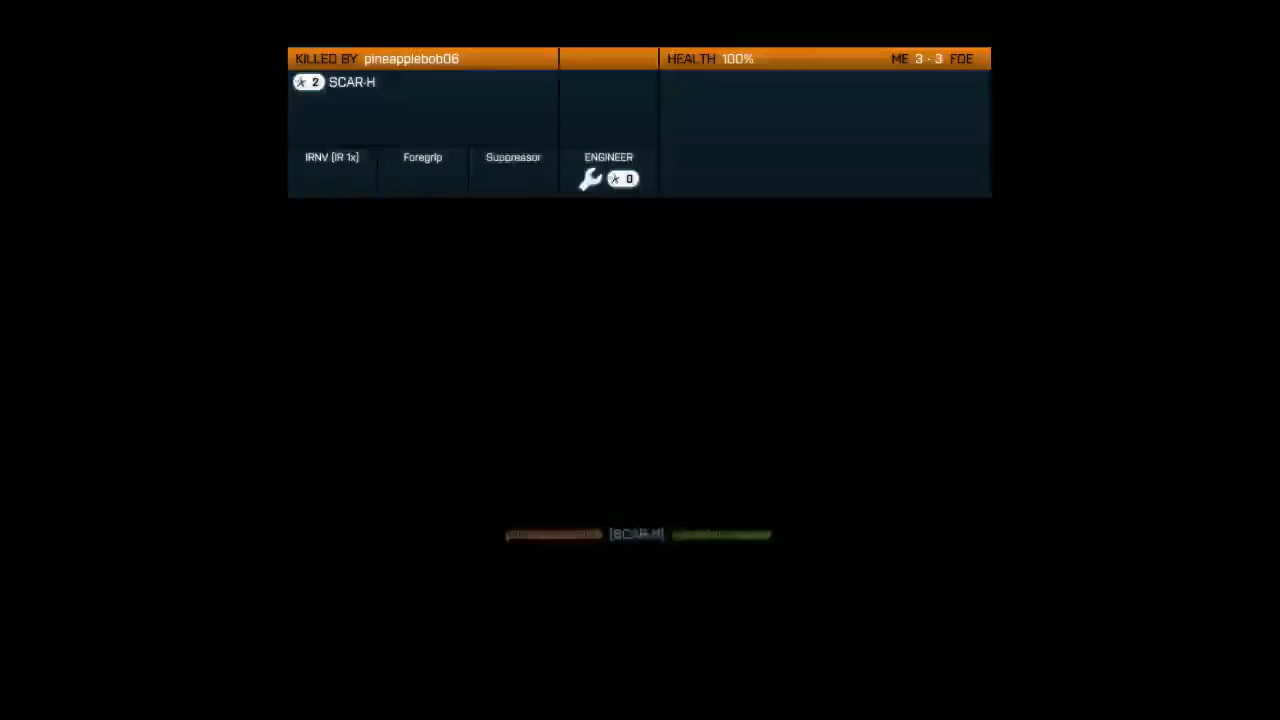 KILLED BY pineapplebob06 HEALTH 100% ME 3 - 3 FOE
2 SCAR-H
IRNV [IR 1x] Foregrip Suppressor ENGINEER
0
[SCAR-H]